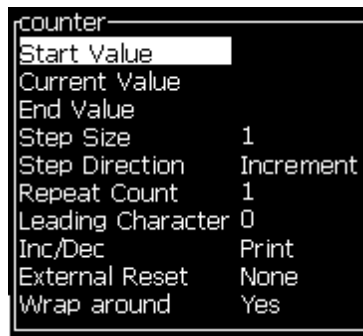 counter
Start Value
Current Value
End Value
Step Size 1
Step Direction Increment
Repeat Count 1
Leading Character 0
Inc/Dec Print
External Reset None
Wrap around Yes